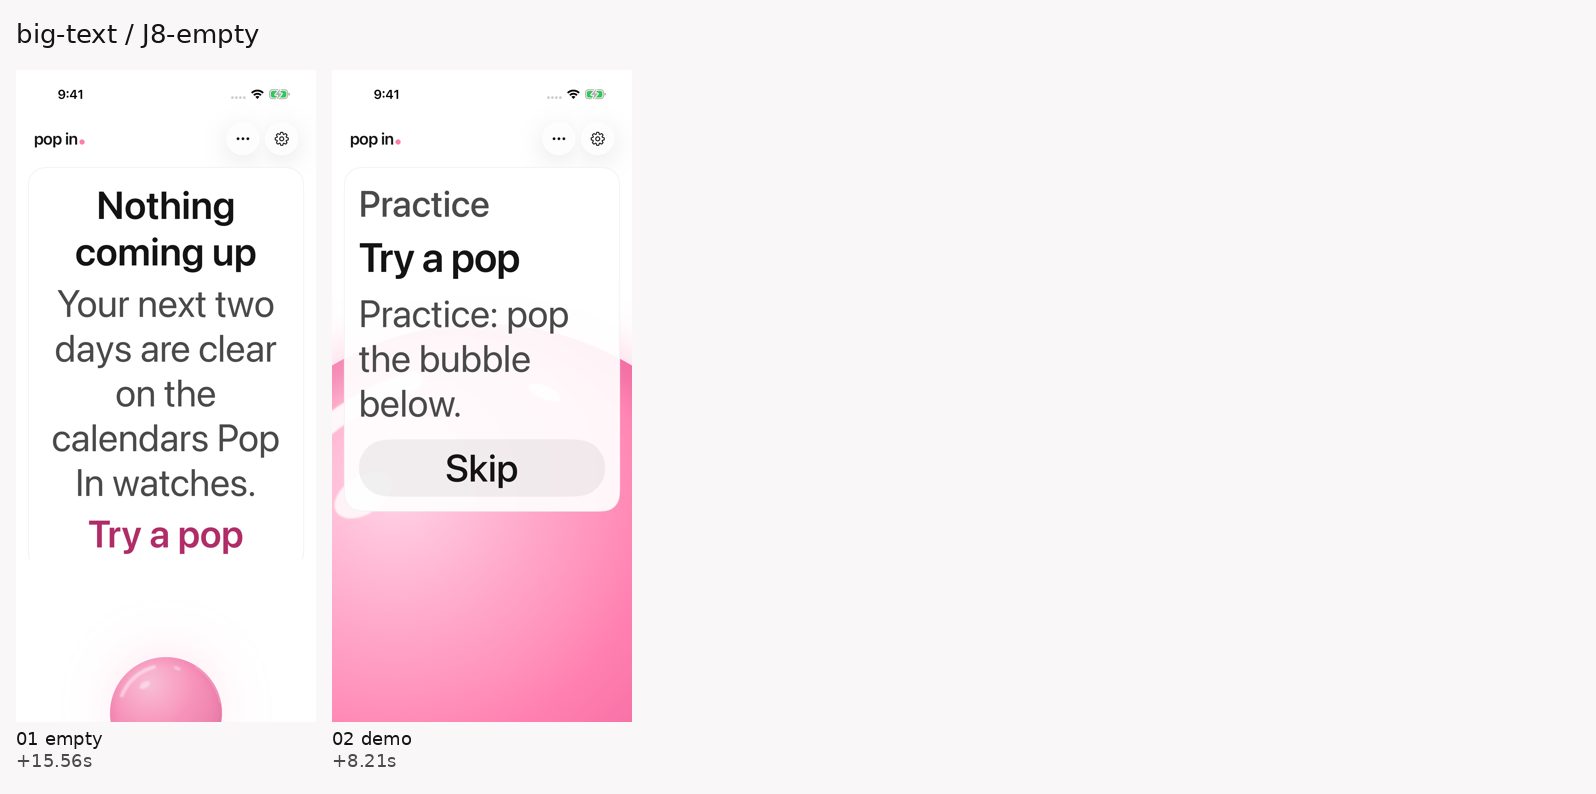 big-text / J8-empty
9:41
pop in.
Nothing
coming up
Your next two
days are clear
on the
calendars Pop
In watches.
Try a pop
01 empty
+15.56s
9:41
pop in.
Practice
Try a pop
Practice: pop
the bubble
below.
Skip
02 demo
+8.21s